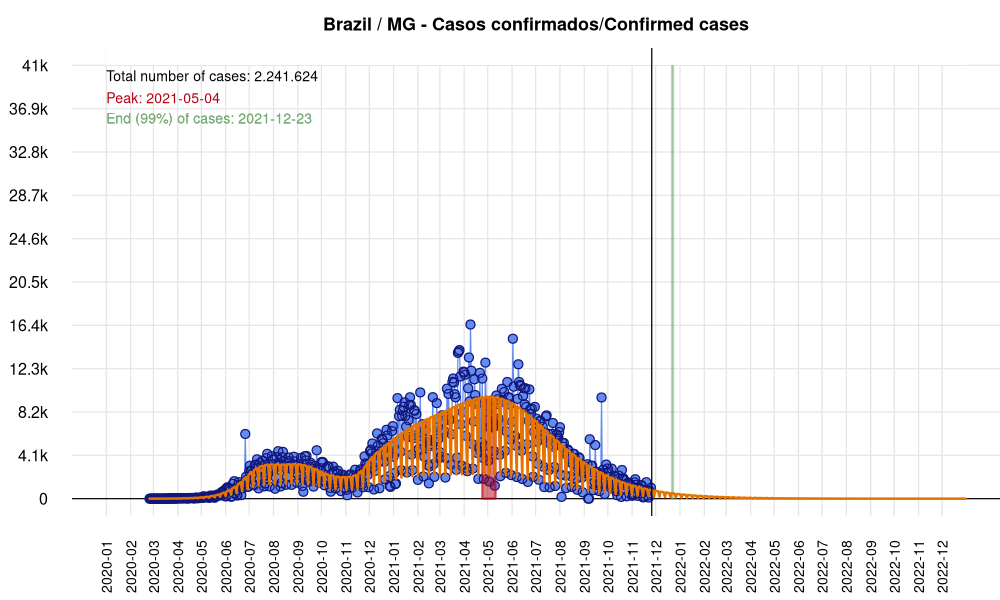 Brazil / MG - Casos confirmados/Confirmed cases
41k
Total number of cases: 2.241.624
Peak: 2021-05-04
End (99%) of cases: 2021-12-23
36.9k
32.8k
28.7k
24.6k
20.5k
16.4k
12.3k
8.2k
4.1k
0
2020-01
2020-02
2020-03
2020-04
2020-05
2020-06
2020-07
2020-08
2020-09
2020-10
2020-11
2020-12
2021-01
2021-02
2021-03
2021-04
2021-05
2021-06
2021-07
2021-08
2021-09
2021-10
2021-11
2021-12
2022-01
2022-02
2022-03
2022-04
2022-05
2022-06
2022-07
2022-08
2022-09
2022-10
2022-11
2022-12